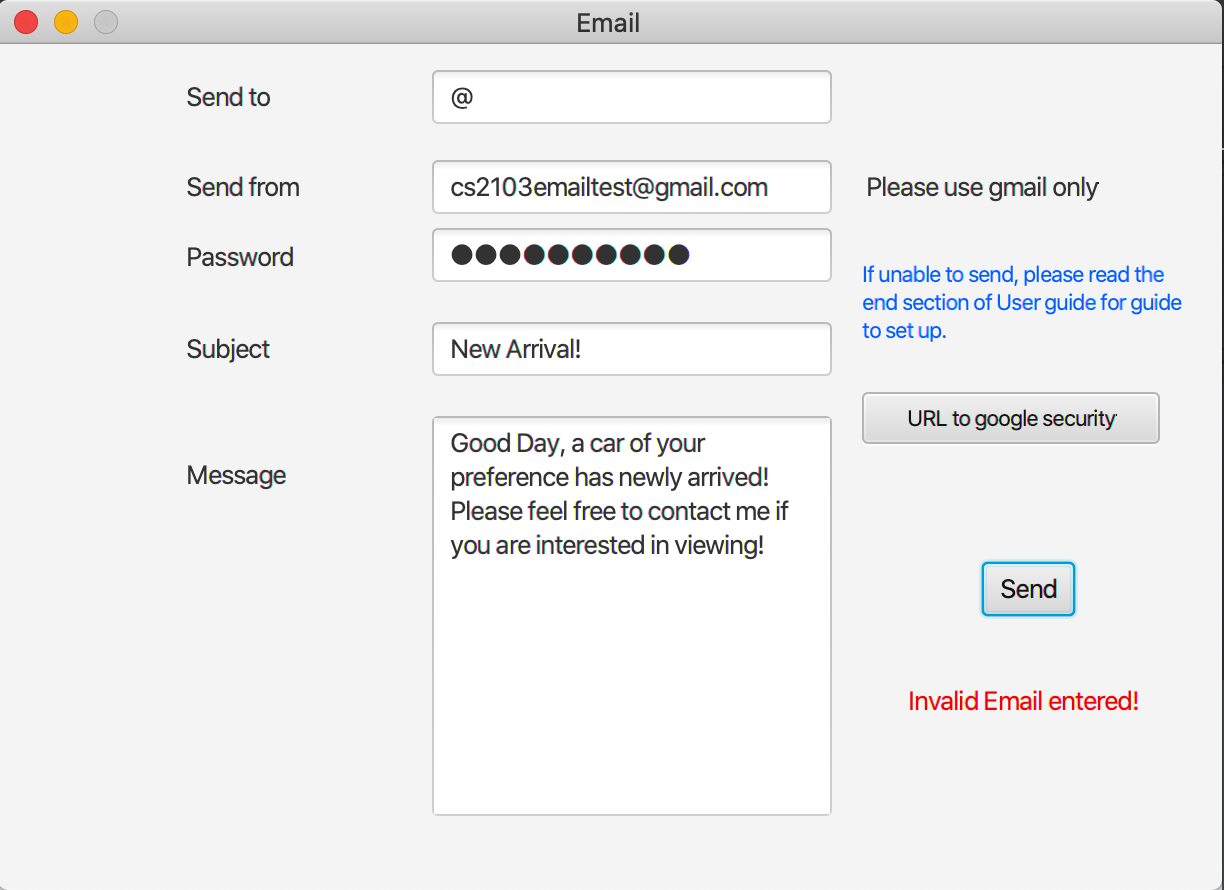 Email
Send to
@
Send from
cs2103emailtest@gmail.com
Please use gmail only
Password
●●●●●●●●●●
If unable to send, please read the
end section of User guide for guide
to set up.
Subject
New Arrival!
URL to google security
Message
Good Day, a car of your
preference has newly arrived!
Please feel free to contact me if
you are interested in viewing!
Send
Invalid Email entered!